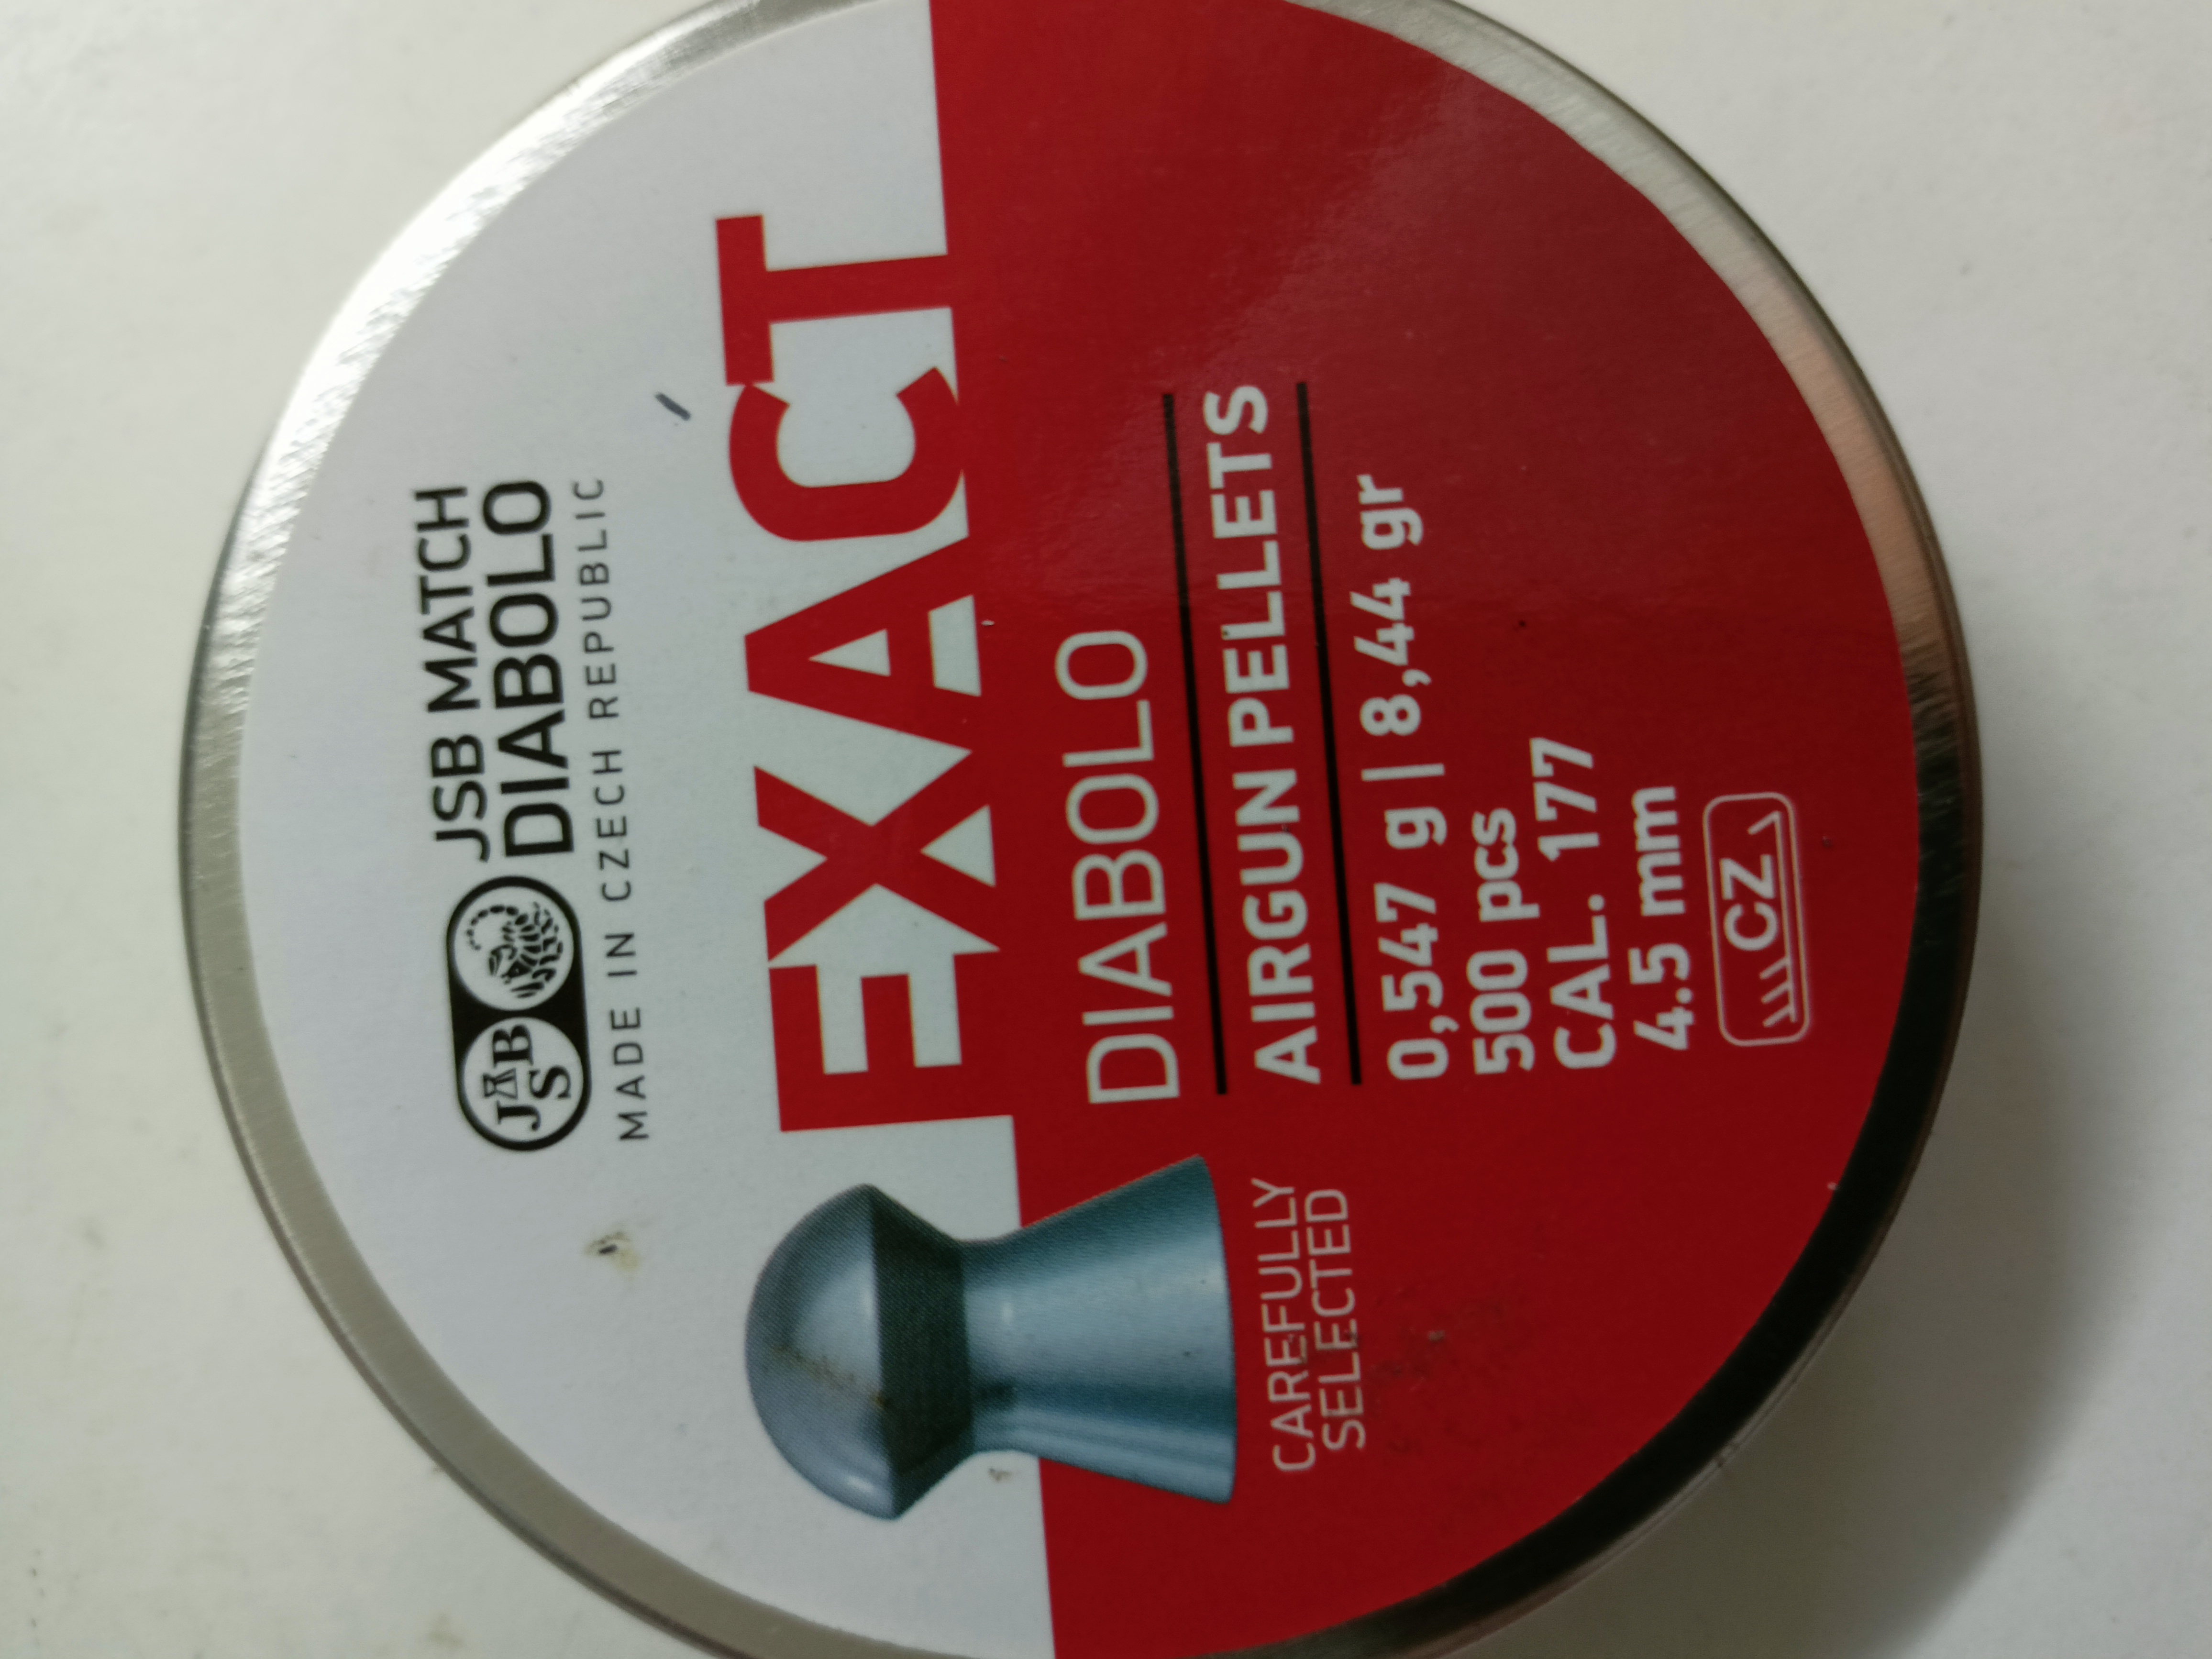 JSB
JSB MATCH
DIABOLO
MADE IN CZECH REPUBLIC
EXACT
DIABOLO
AIRGUN PELLETS
0,547 g | 8,44 gr
500 pcs
CAL. 177
4.5 mm
CZ
CAREFULLY
SELECTED